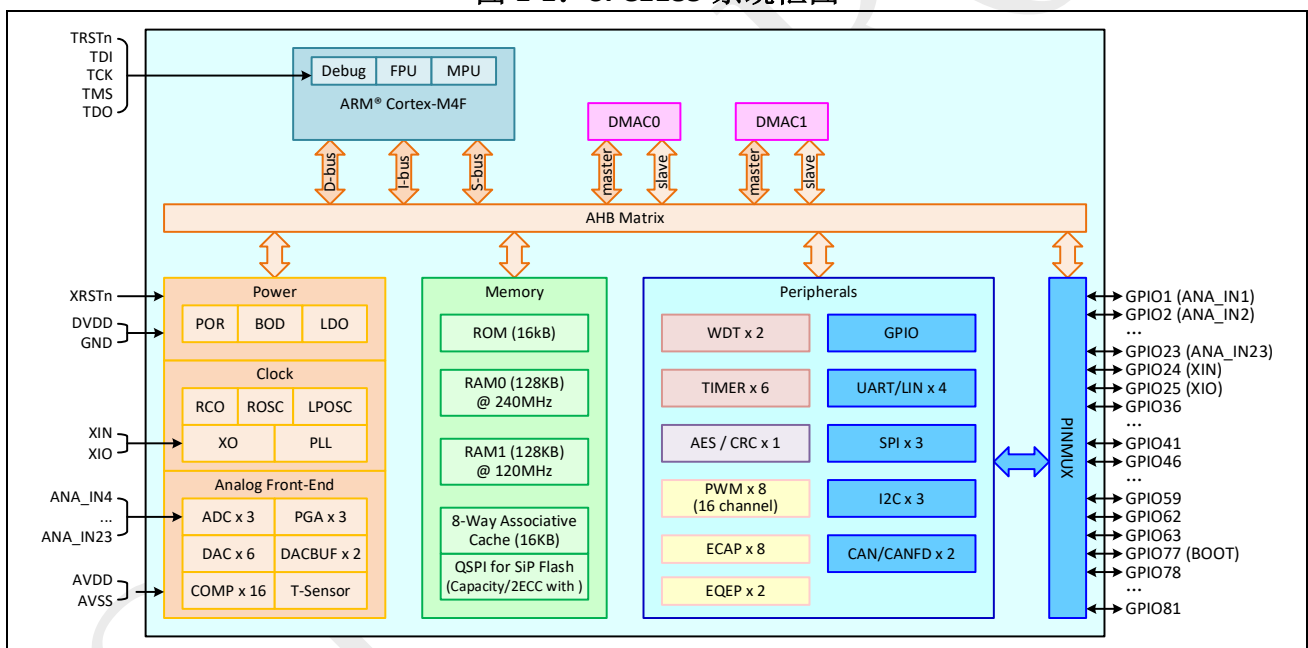 TRSTn
TDI
TCK
TMS
TDO
Debug
FPU
MPU
ARM® Cortex-M4F
DMAC0
DMAC1
D-bus
I-bus
S-bus
master
slave
master
slave
AHB Matrix
XRSTn
DVDD
GND
XIN
XIO
ANA_IN4
...
ANA_IN23
AVDD
AVSS
Power
POR
BOD
LDO
Clock
RCO
ROSC
LPOSC
XO
PLL
Analog Front-End
ADC x 3
PGA x 3
DAC x 6
DACBUF x 2
COMP x 16
T-Sensor
Memory
ROM (16kB)
RAM0 (128KB)
@ 240MHz
RAM1 (128KB)
@ 120MHz
8-Way Associative
Cache (16KB)
QSPI for SiP Flash
(Capacity/2ECC with )
Peripherals
WDT x 2
GPIO
TIMER x 6
UART/LIN x 4
AES / CRC x 1
SPI x 3
PWM x 8
(16 channel)
I2C x 3
ECAP x 8
CAN/CANFD x 2
EQEP x 2
PINMUX
GPIO1 (ANA_IN1)
GPIO2 (ANA_IN2)
...
GPIO23 (ANA_IN23)
GPIO24 (XIN)
GPIO25 (XIO)
GPIO36
...
GPIO41
GPIO46
...
GPIO59
GPIO62
GPIO63
GPIO77 (BOOT)
GPIO78
...
GPIO81